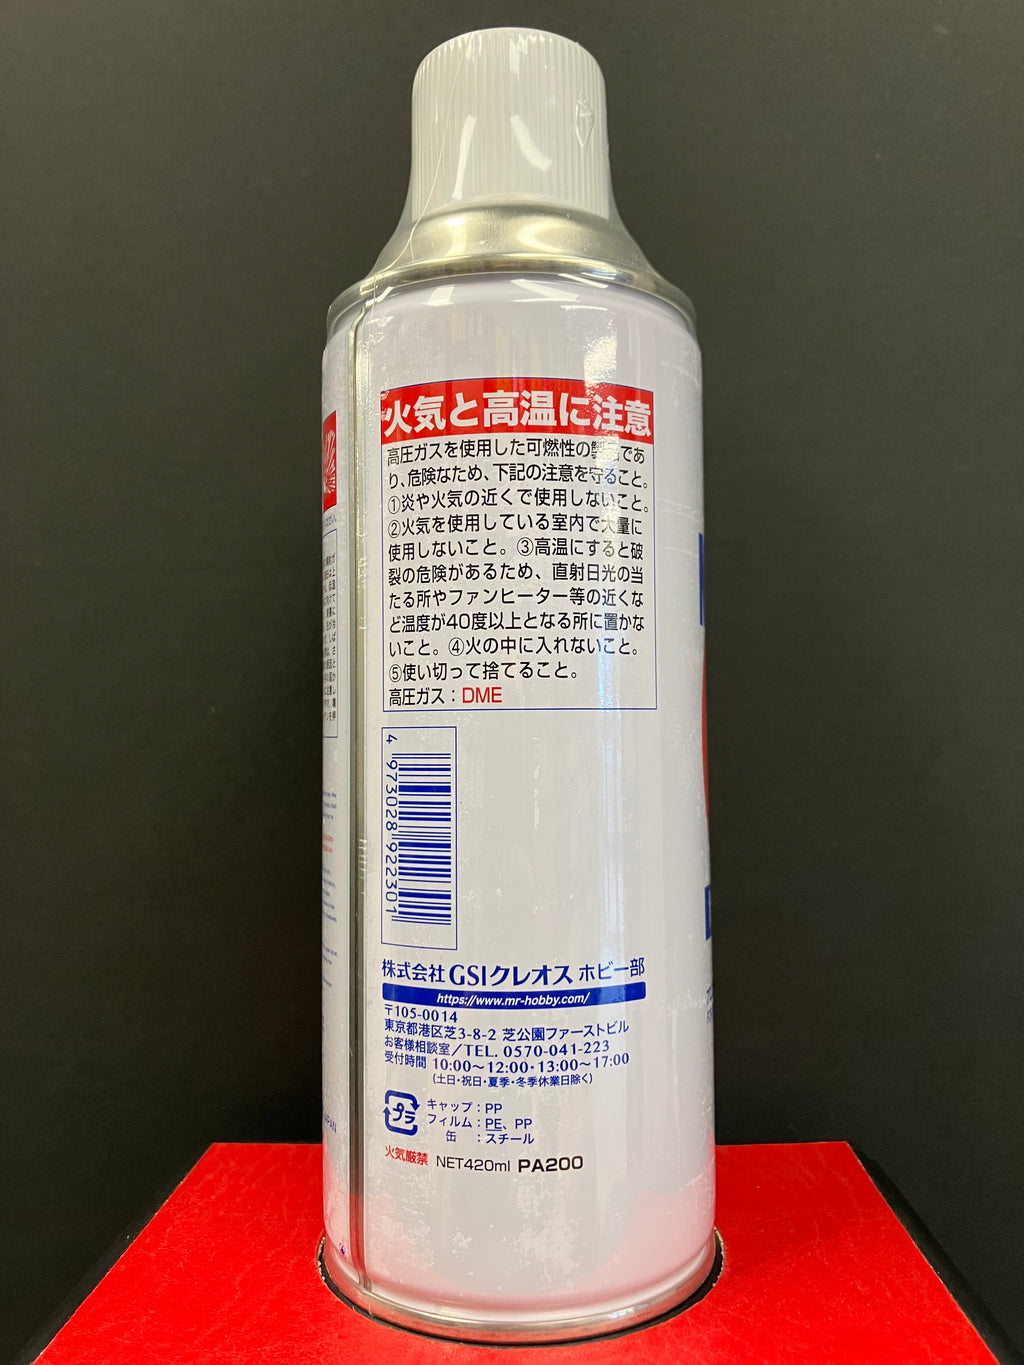 火気と高温に注意
高圧ガスを使用した可燃性の製品であ
り、危険なため、下記の注意を守ること。
①炎や火気の近くで使用しないこと。
②火気を使用している室内で大量に
使用しないこと。③高温にすると破
裂の危険があるため、直射日光の当
たる所やファンヒーター等の近くな
ど温度が40度以上となる所に置かな
いこと。④火の中に入れないこと。
⑤使い切って捨てること。
高圧ガス：DME
4 973028 922301
株式会社 GSIクレオス ホビー部
https://www.mr-hobby.com/
〒105-0014
東京都港区芝3-8-2 芝公園ファーストビル
お客様相談室／TEL. 0570-041-223
受付時間 10:00～12:00・13:00～17:00
(土日・祝日・夏季・冬季休業日除く)
プラ
キャップ：PP
フィルム：PE、PP
缶　：スチール
火気厳禁 NET420ml PA200